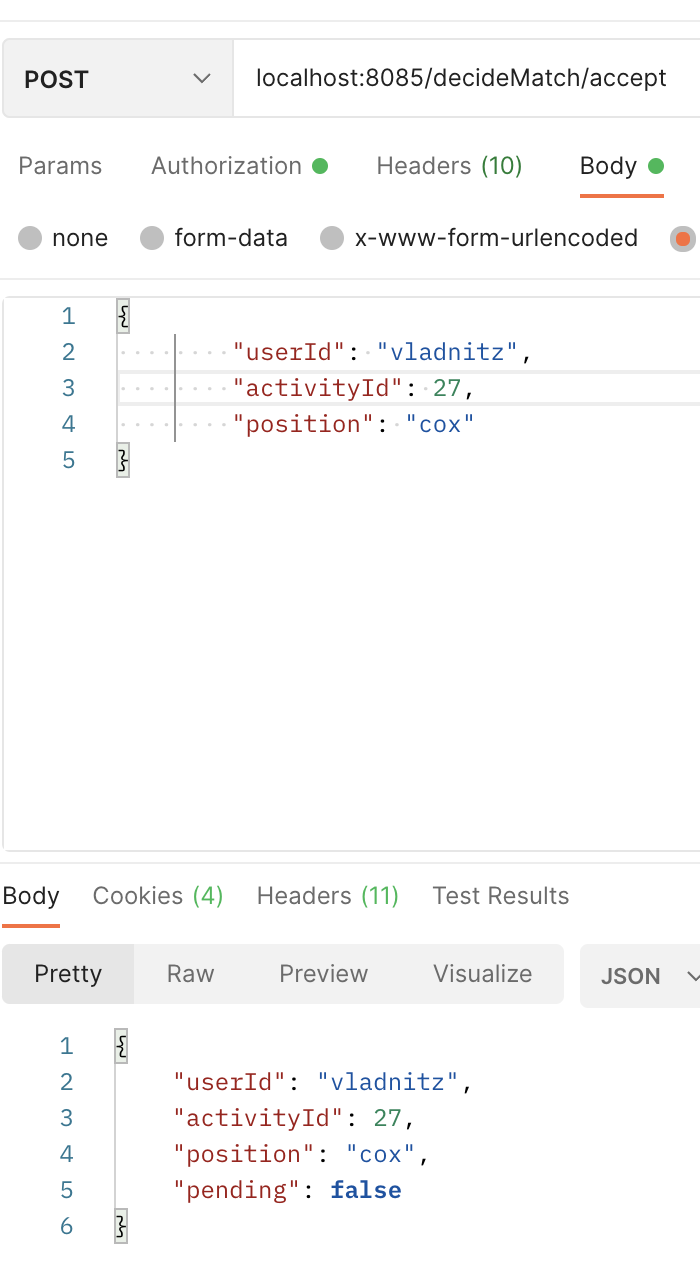 POST localhost:8085/decideMatch/accept
Params Authorization Headers (10) Body
none form-data x-www-form-urlencoded
1 {
2 "userId": "vladnitz",
3 "activityId": 27,
4 "position": "cox"
5 }
Body Cookies (4) Headers (11) Test Results
Pretty Raw Preview Visualize JSON
1 {
2 "userId": "vladnitz",
3 "activityId": 27,
4 "position": "cox",
5 "pending": false
6 }